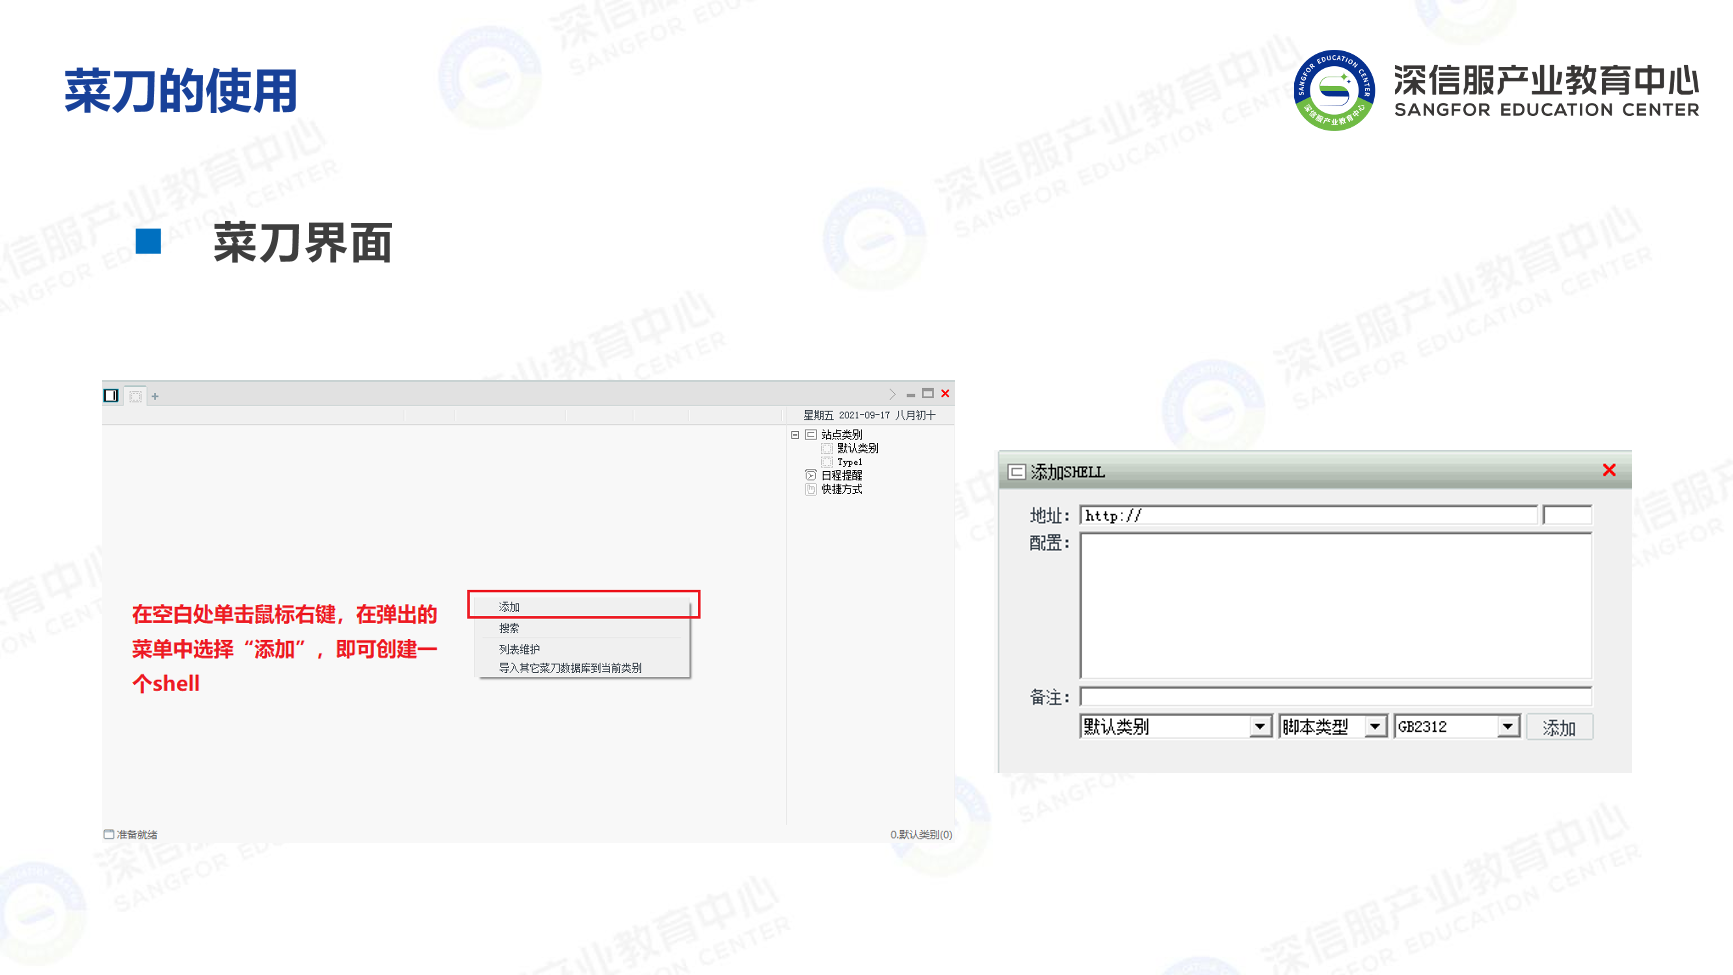 菜刀的使用
深信服产业教育中心
SANGFOR EDUCATION CENTER
菜刀界面
星期五 2021-09-17 八月初十
站点类别
默认类别
Type1
日程提醒
快捷方式
在空白处单击鼠标右键，在弹出的
菜单中选择“添加”，即可创建一
个shell
添加
搜索
列表维护
导入其它菜刀数据库到当前类别
准备就绪
0.默认类别(0)
添加SHELL
地址：
http://
配置：
备注：
默认类别
脚本类型
GB2312
添加